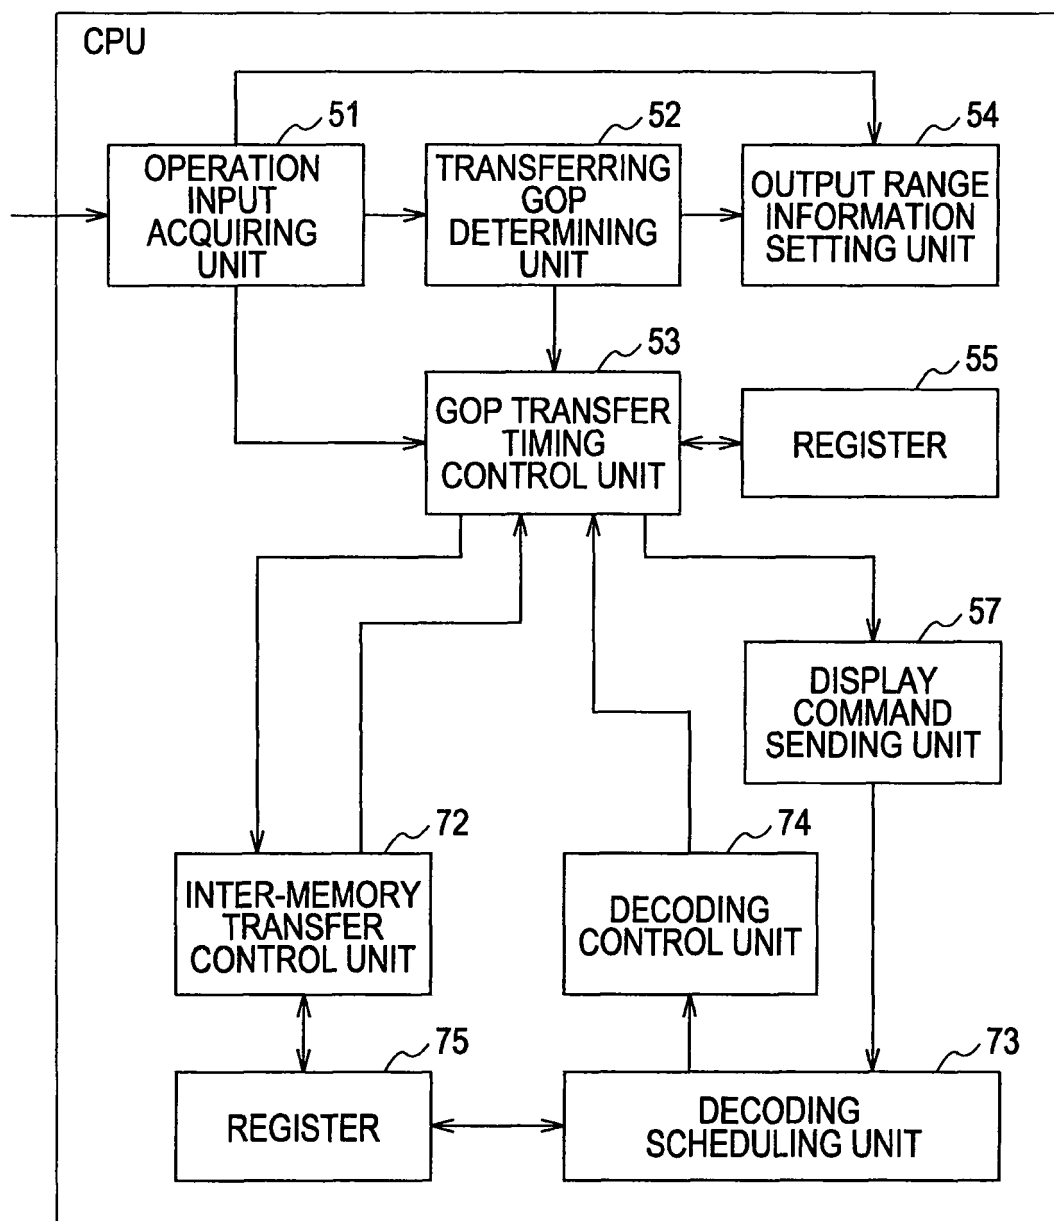 CPU
51
OPERATION
INPUT
ACQUIRING
UNIT
52
TRANSFERRING
GOP
DETERMINING
UNIT
54
OUTPUT RANGE
INFORMATION
SETTING UNIT
53
GOP TRANSFER
TIMING
CONTROL UNIT
55
REGISTER
57
DISPLAY
COMMAND
SENDING UNIT
72
INTER-MEMORY
TRANSFER
CONTROL UNIT
74
DECODING
CONTROL UNIT
75
REGISTER
73
DECODING
SCHEDULING UNIT